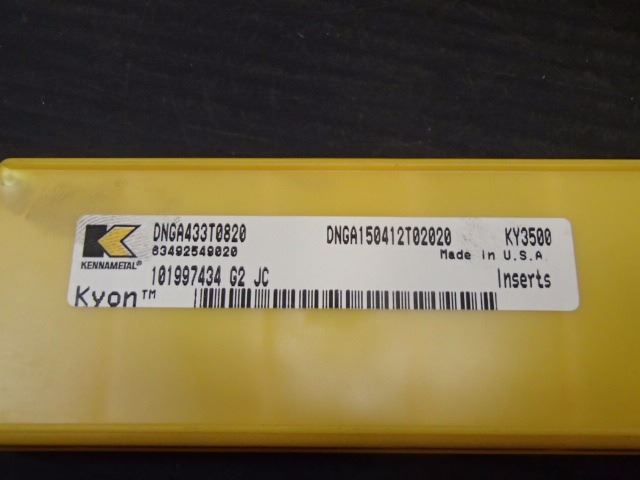 DNGA433T0820 DNGA150412T02020 KY3500
63492549020 Made In U.S.A.
KENNAMETAL®
101997434 G2 JC Inserts
Kyon™